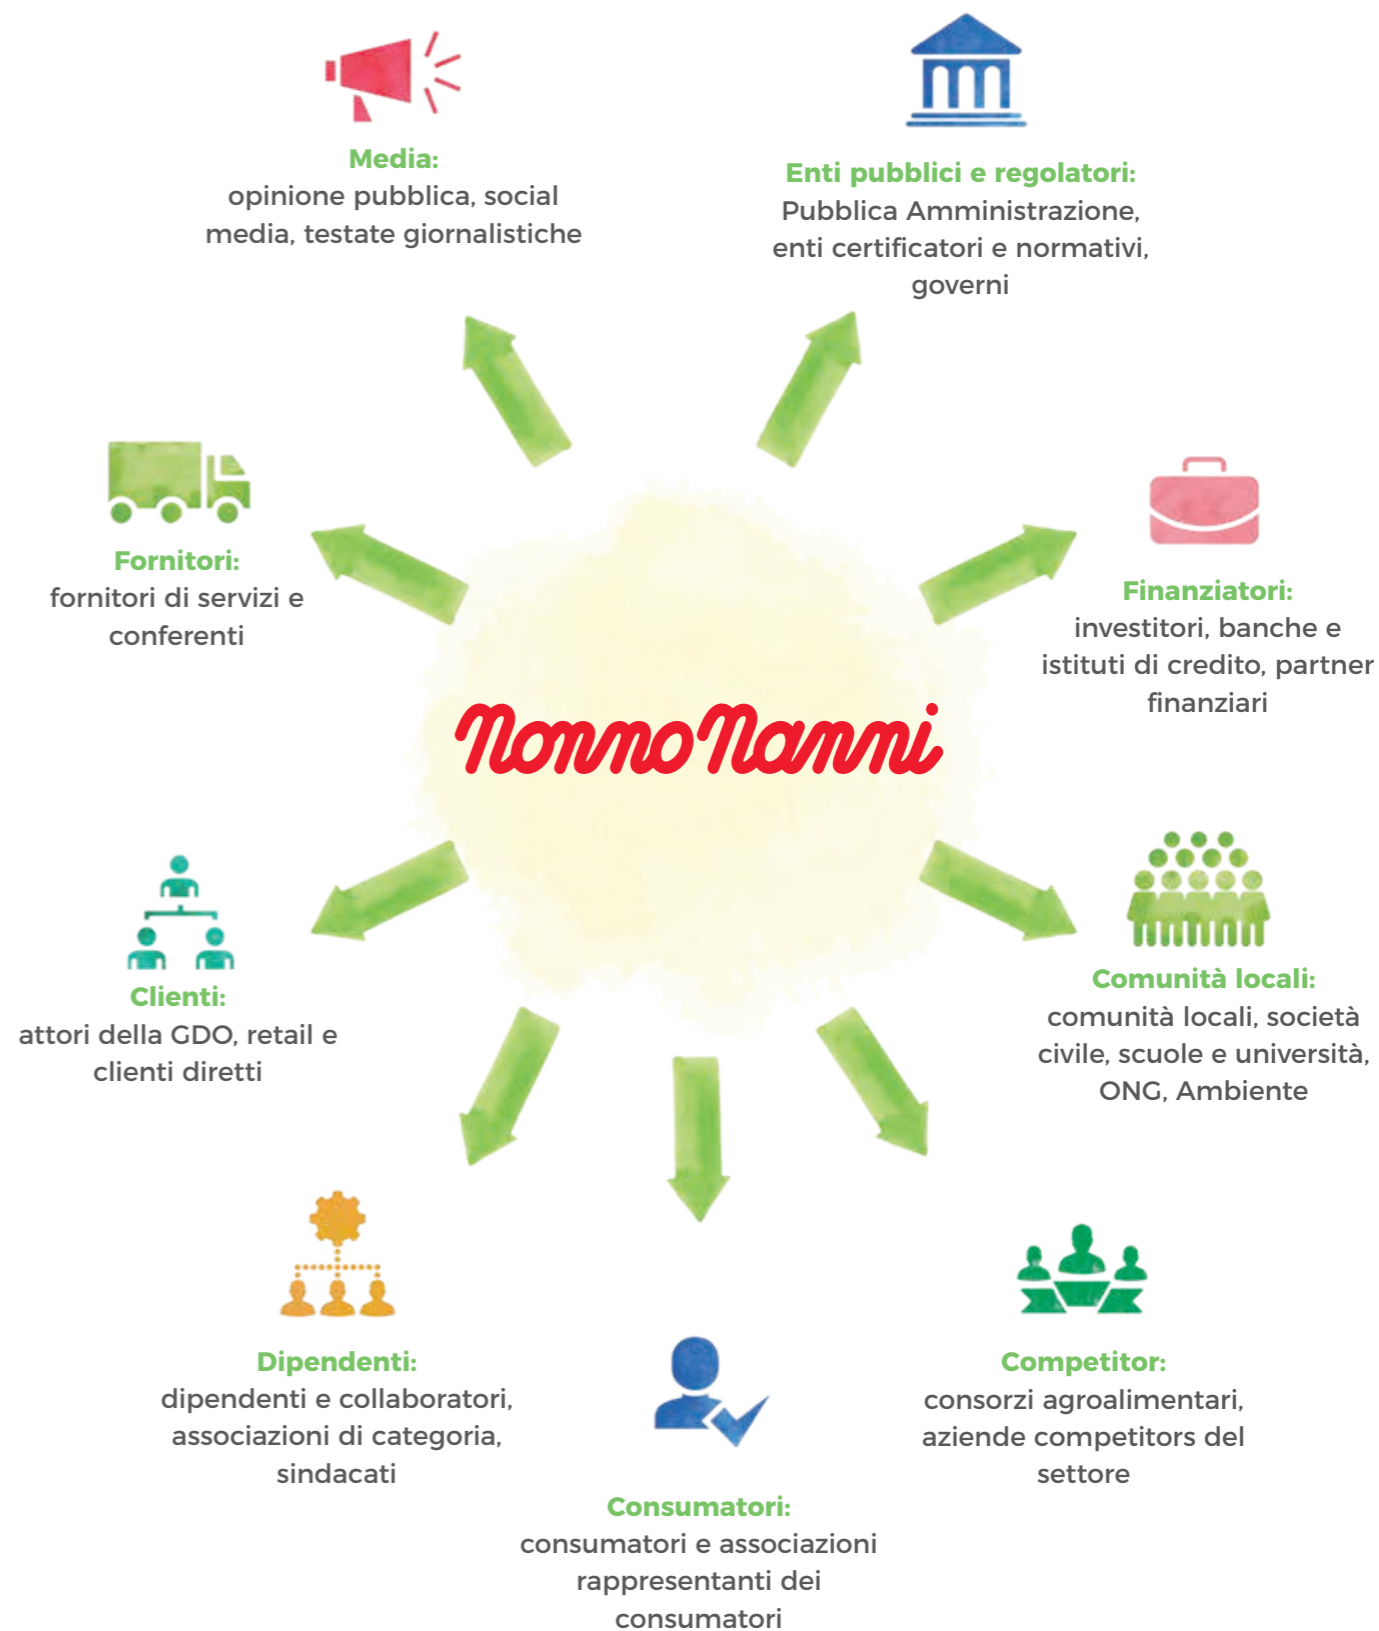 Media:
opinione pubblica, social
media, testate giornalistiche
Enti pubblici e regolatori:
Pubblica Amministrazione,
enti certificatori e normativi,
governi
Fornitori:
fornitori di servizi e
conferenti
Finanziatori:
investitori, banche e
istituti di credito, partner
finanziari
Nonno Nanni
Clienti:
attori della GDO, retail e
clienti diretti
Comunità locali:
comunità locali, società
civile, scuole e università,
ONG, Ambiente
Dipendenti:
dipendenti e collaboratori,
associazioni di categoria,
sindacati
Competitor:
consorzi agroalimentari,
aziende competitors del
settore
Consumatori:
consumatori e associazioni
rappresentanti dei
consumatori